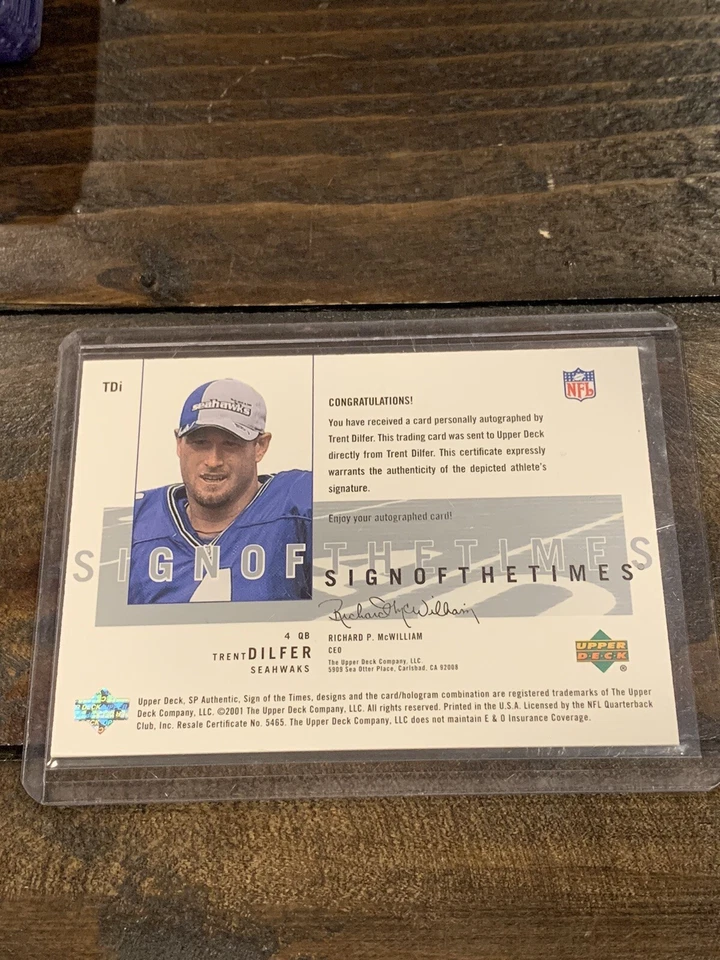 TDi
seahawks
CONGRATULATIONS!
You have received a card personally autographed by
Trent Dilfer. This trading card was sent to Upper Deck
directly from Trent Dilfer. This certificate expressly
warrants the authenticity of the depicted athlete's
signature.
NFL
Enjoy your autographed card!
SIGNOFTHETIMES
SIGNOFTHETIMES
Richard McWilliam
4 QB
TRENT DILFER
SEAHWAKS
RICHARD P. McWILLIAM
CEO
The Upper Deck Company, LLC
5909 Sea Otter Place, Carlsbad, CA 92008
UPPER
DECK
®
Upper Deck, SP Authentic, Sign of the Times, designs and the card/hologram combination are registered trademarks of The Upper
Deck Company, LLC. ©2001 The Upper Deck Company, LLC. All rights reserved. Printed in the U.S.A. Licensed by the NFL Quarterback
Club, Inc. Resale Certificate No. 5465. The Upper Deck Company, LLC does not maintain E & O Insurance Coverage.